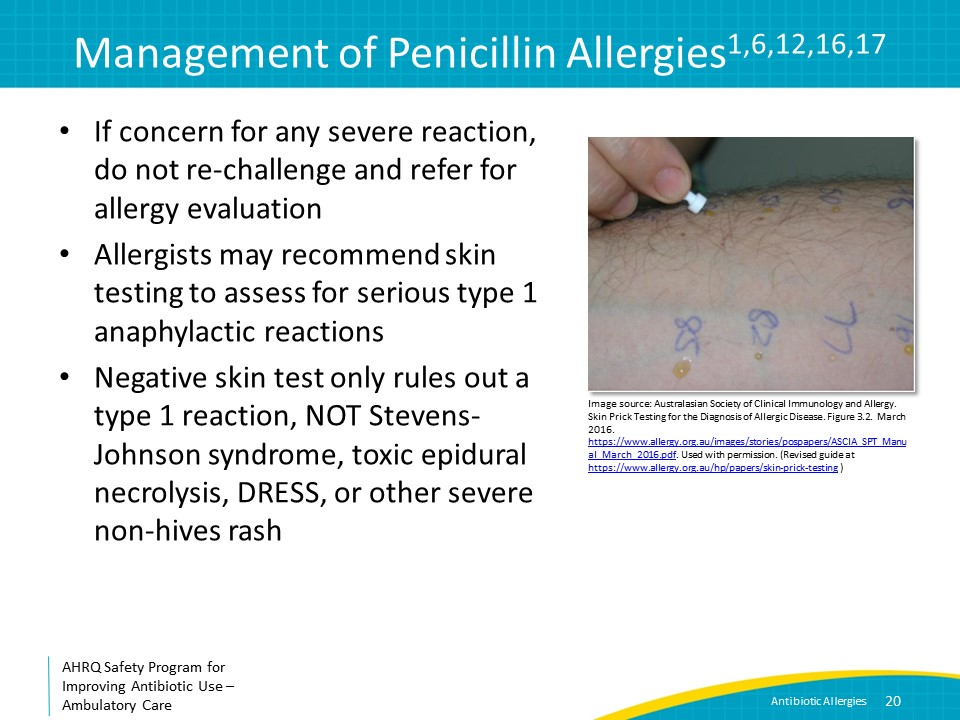 Management of Penicillin Allergies1,6,12,16,17
• If concern for any severe reaction,
do not re-challenge and refer for
allergy evaluation
• Allergists may recommend skin
testing to assess for serious type 1
anaphylactic reactions
• Negative skin test only rules out a
type 1 reaction, NOT Stevens-
Johnson syndrome, toxic epidural
necrolysis, DRESS, or other severe
non-hives rash
Image source: Australasian Society of Clinical Immunology and Allergy.
Skin Prick Testing for the Diagnosis of Allergic Disease. Figure 3.2. March
2016.
https://www.allergy.org.au/images/stories/pospapers/ASCIA_SPT_Manu
al_March_2016.pdf. Used with permission. (Revised guide at
https://www.allergy.org.au/hp/papers/skin-prick-testing )
AHRQ Safety Program for
Improving Antibiotic Use –
Ambulatory Care
Antibiotic Allergies 20